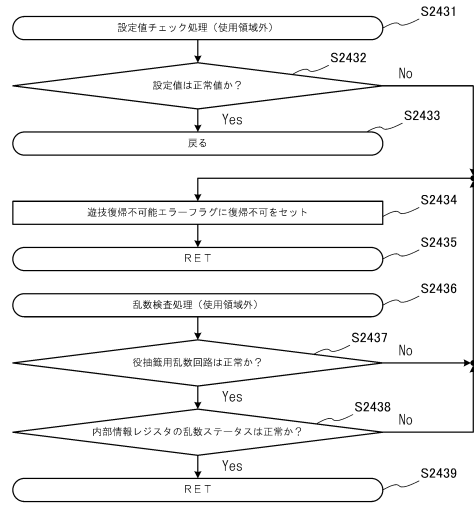 設定値チェック処理（使用領域外）
S2431
設定値は正常値か？
S2432
No
Yes
戻る
S2433
遊技復帰不可能エラーフラグに復帰不可をセット
S2434
RET
S2435
乱数検査処理（使用領域外）
S2436
役抽籤用乱数回路は正常か？
S2437
No
Yes
内部情報レジスタの乱数ステータスは正常か？
S2438
No
Yes
RET
S2439